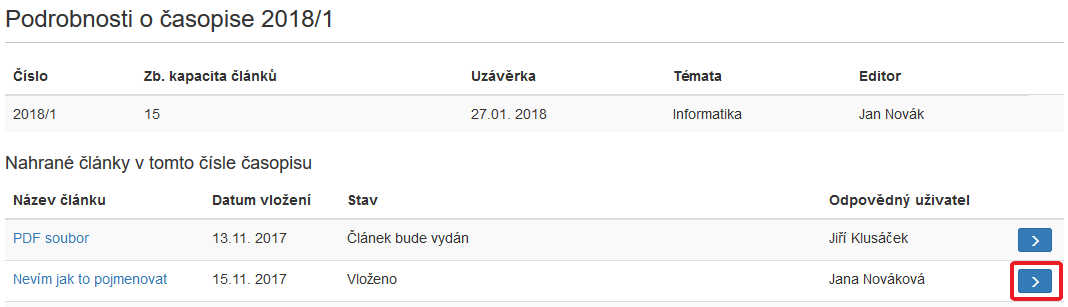 Podrobnosti o časopise 2018/1
Číslo Zb. kapacita článků Uzávěrka Témata Editor
2018/1 15 27.01. 2018 Informatika Jan Novák
Nahrané články v tomto čísle časopisu
Název článku Datum vložení Stav Odpovědný uživatel
PDF soubor 13.11. 2017 Článek bude vydán Jiří Klusáček
Nevím jak to pojmenovat 15.11. 2017 Vloženo Jana Nováková